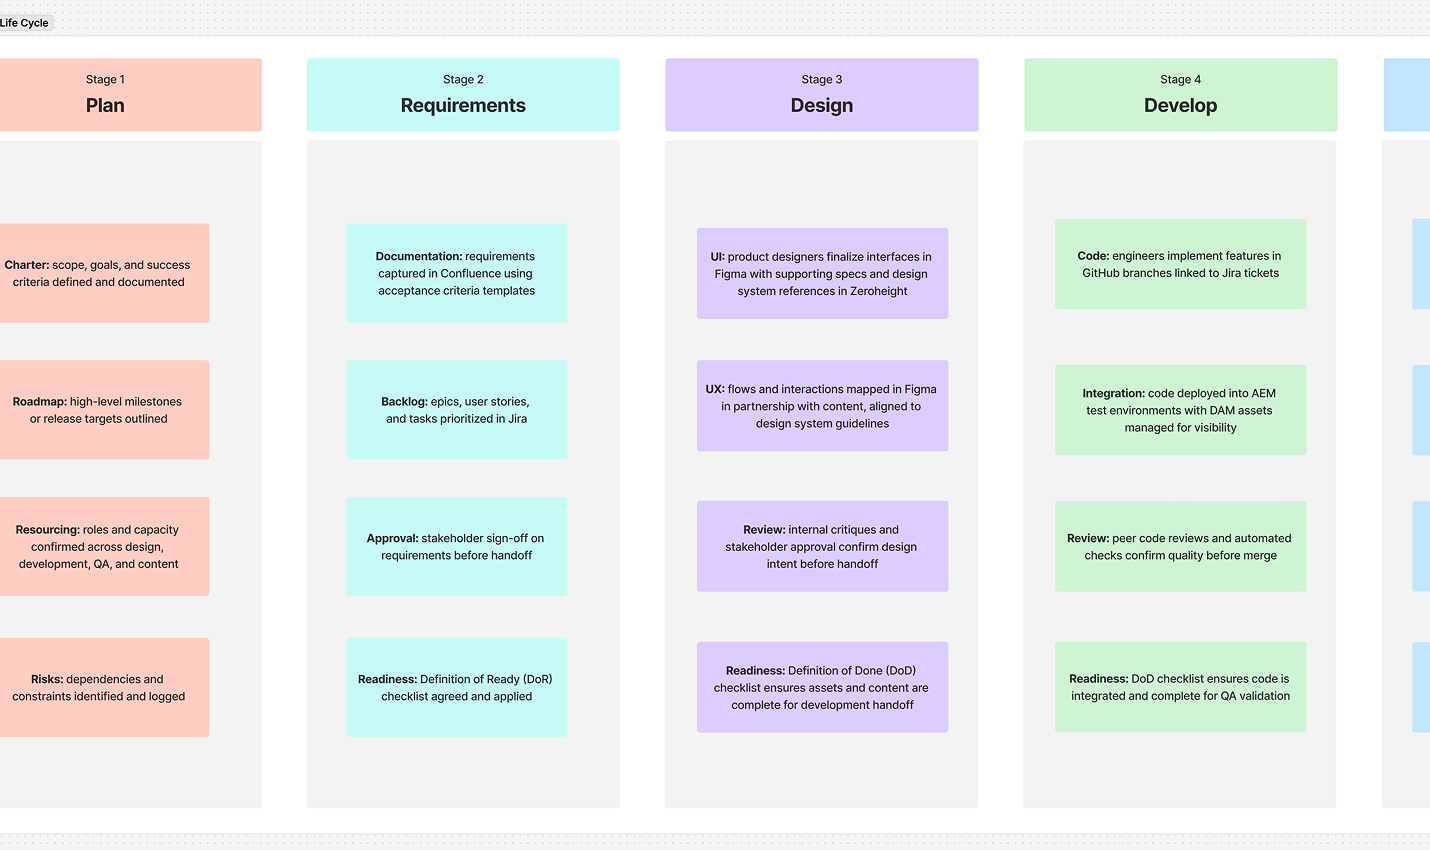 Life Cycle
Stage 1
Plan
Charter: scope, goals, and success
criteria defined and documented
Roadmap: high-level milestones
or release targets outlined
Resourcing: roles and capacity
confirmed across design,
development, QA, and content
Risks: dependencies and
constraints identified and logged
Stage 2
Requirements
Documentation: requirements
captured in Confluence using
acceptance criteria templates
Backlog: epics, user stories,
and tasks prioritized in Jira
Approval: stakeholder sign-off on
requirements before handoff
Readiness: Definition of Ready (DoR)
checklist agreed and applied
Stage 3
Design
UI: product designers finalize interfaces in
Figma with supporting specs and design
system references in Zeroheight
UX: flows and interactions mapped in Figma
in partnership with content, aligned to
design system guidelines
Review: internal critiques and
stakeholder approval confirm design
intent before handoff
Readiness: Definition of Done (DoD)
checklist ensures assets and content are
complete for development handoff
Stage 4
Develop
Code: engineers implement features in
GitHub branches linked to Jira tickets
Integration: code deployed into AEM
test environments with DAM assets
managed for visibility
Review: peer code reviews and automated
checks confirm quality before merge
Readiness: DoD checklist ensures code is
integrated and complete for QA validation